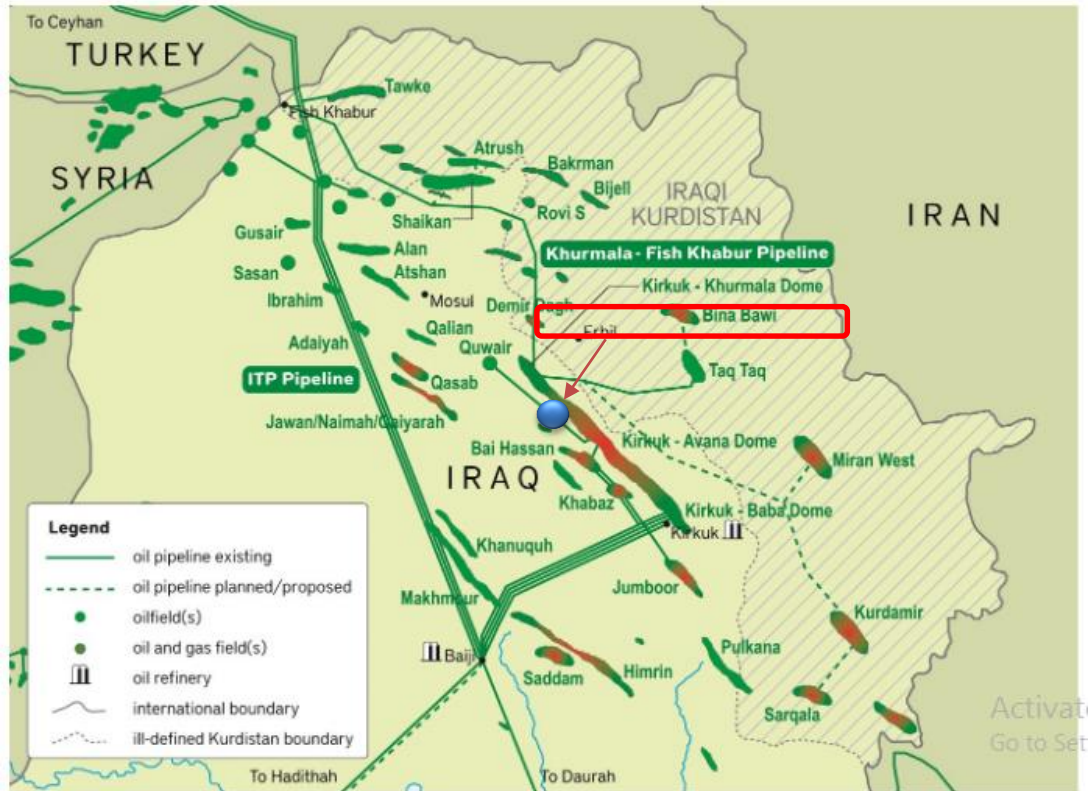 To Ceyhan
TURKEY
Tawke
Fish Khabur
SYRIA
Atrush
Bakrman
Bijell
IRAQI
KURDISTAN
IRAN
Rovi S
Shaikan
Gusair
Alan
Khurmala - Fish Khabur Pipeline
Sasan
Atshan
Kirkuk - Khurmala Dome
Ibrahim
Mosul
Demir Dagh
Bina Bawi
Erbil
Adaiyah
Qalian
Quwair
Taq Taq
ITP Pipeline
Qasab
Jawan/Naimah/Qaiyarah
Kirkuk - Avana Dome
Bai Hassan
Miran West
IRAQ
Khabaz
Kirkuk - Baba Dome
Kirkuk
Legend
oil pipeline existing
oil pipeline planned/proposed
oilfield(s)
oil and gas field(s)
oil refinery
international boundary
ill-defined Kurdistan boundary
Khanuquh
Makhmour
Jumboor
Kurdamir
Baiji
Pulkana
Saddam
Himrin
Sarqala
Activate
Go to Set
To Hadithah
To Daurah